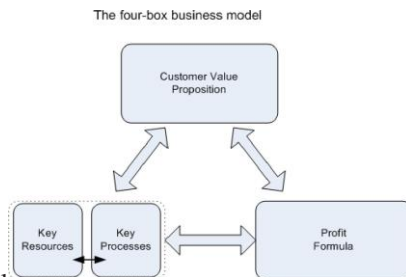 The four-box business model
Customer Value
Proposition
Key
Resources
Key
Processes
Profit
Formula